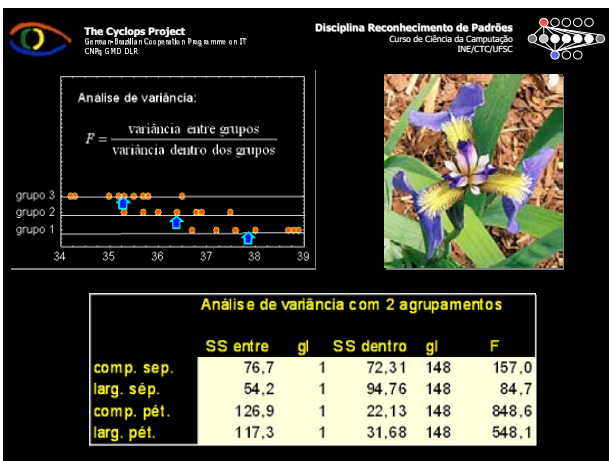 The Cyclops Project
German-Brazilian Cooperation Programme on IT
CNPq GMD DLR
Disciplina Reconhecimento de Padrões
Curso de Ciência da Computação
INE/CTC/UFSC
Análise de variância:
F = variância entre grupos
variância dentro dos grupos
grupo 3
grupo 2
grupo 1
34 35 36 37 38 39
Análise de variância com 2 agrupamentos
SS entre gl SS dentro gl F
comp. sep. 76,7 1 72,31 148 157,0
larg. sép. 54,2 1 94,76 148 84,7
comp. pét. 126,9 1 22,13 148 848,6
larg. pét. 117,3 1 31,68 148 548,1